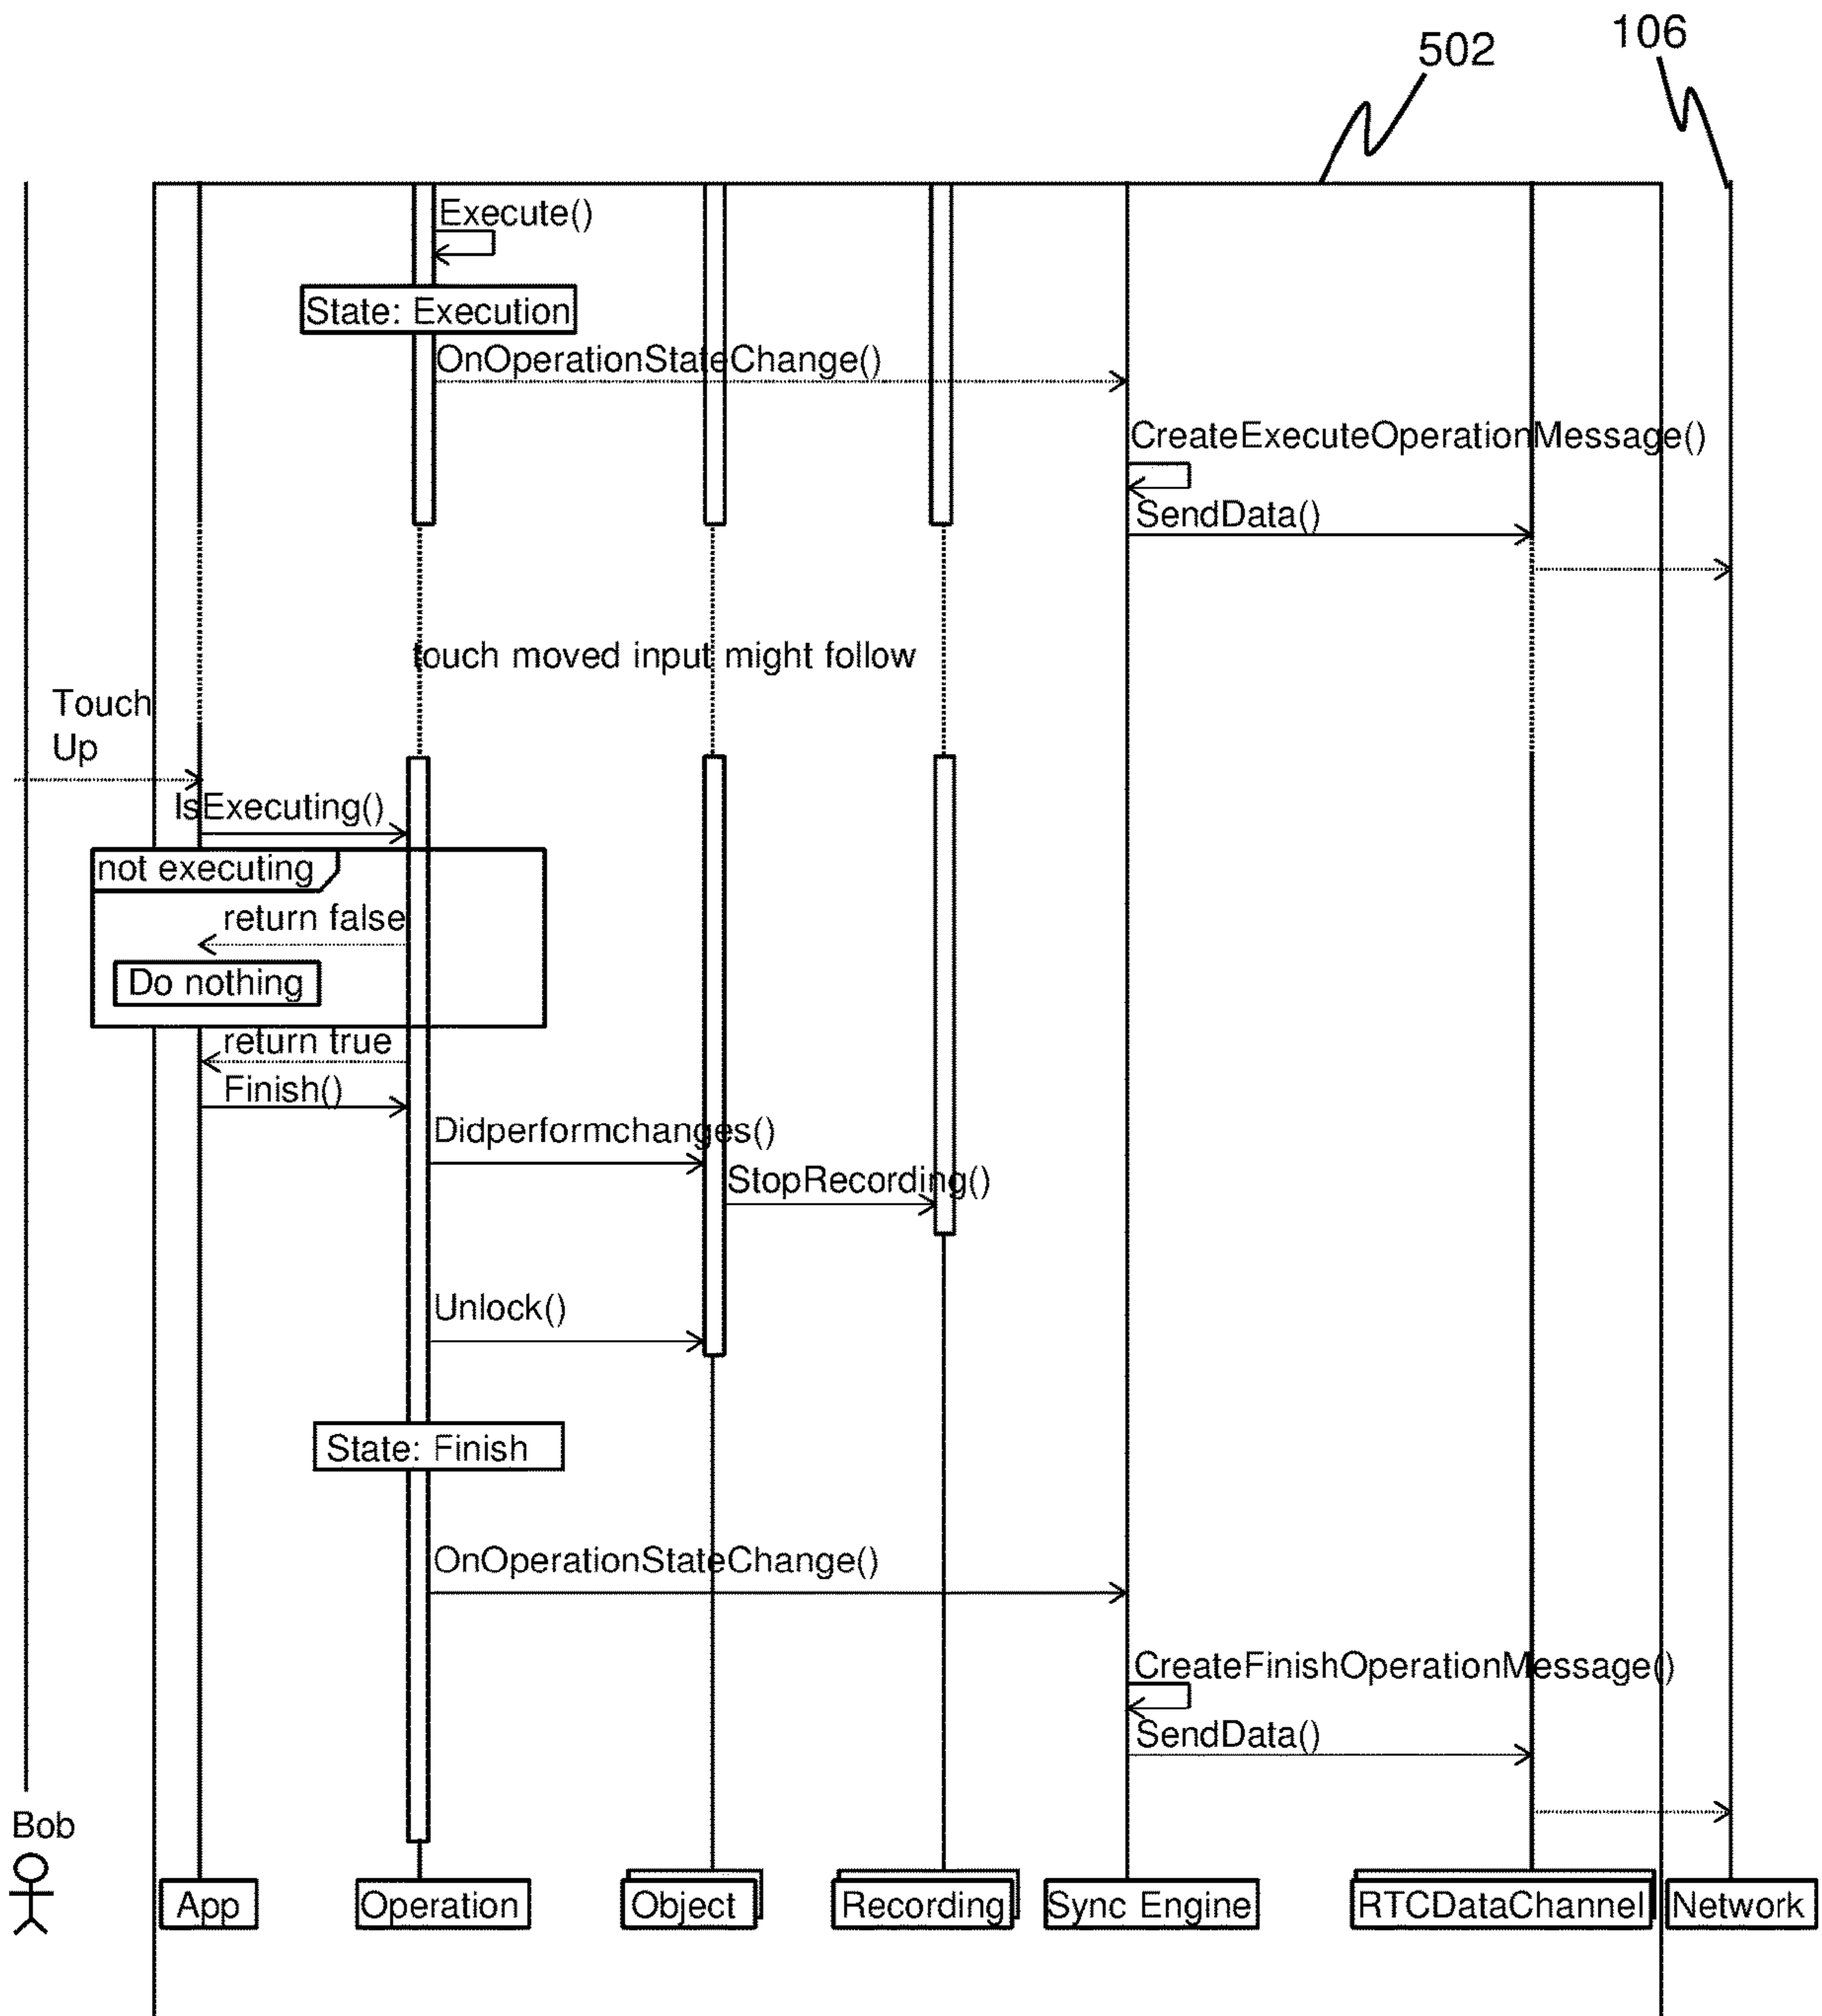 106
502
Execute()
State: Execution
OnOperationStateChange()
CreateExecuteOperationMessage()
SendData()
touch moved input might follow
Touch
Up
IsExecuting()
not executing
return false
Do nothing
return true
Finish()
Didperformchanges()
StopRecording()
Unlock()
State: Finish
OnOperationStateChange()
CreateFinishOperationMessage()
SendData()
Bob
App
Operation
Object
Recording
Sync Engine
RTCDataChannel
Network